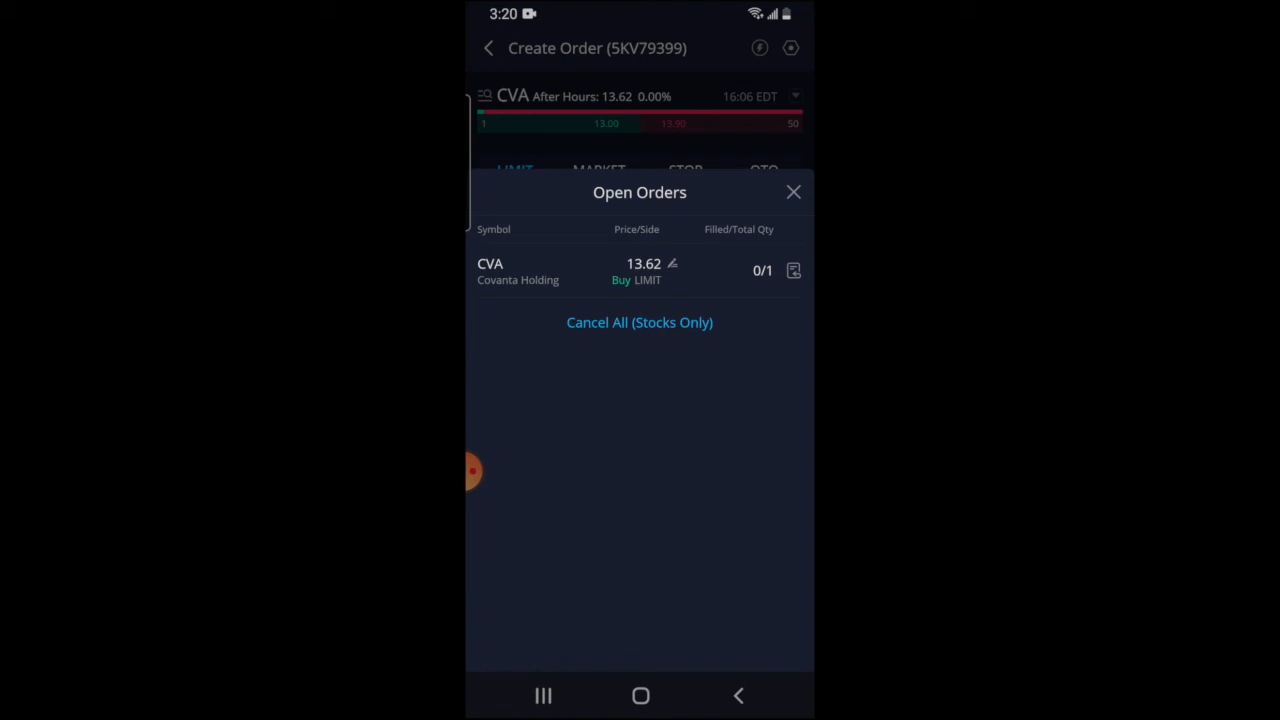 3:20
Create Order (5KV79399)
CVA After Hours: 13.62 0.00% 16:06 EDT
1 13.00 13.90 50
LIMIT MARKET STOP OTO
Open Orders
Symbol Price/Side Filled/Total Qty
CVA 13.62 0/1
Covanta Holding Buy LIMIT
Cancel All (Stocks Only)